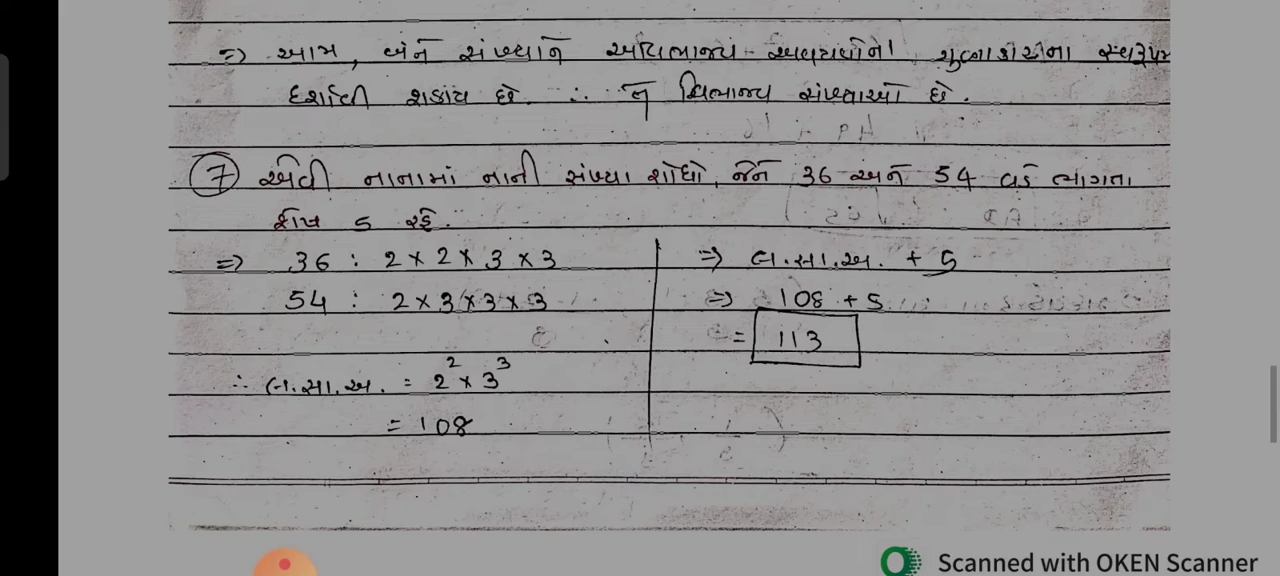 ⇒ આમ, બંને સંખ્યાને અવિભાજ્ય અવયવોના ગુણાકારના સ્વરૂપમાં
દર્શાવી શકાય છે. ∴ તે વિભાજ્ય સંખ્યાઓ છે.
⑦ એવી નાનામાં નાની સંખ્યા શોધો, જેને 36 અને 54 વડે ભાગતા
શેષ 5 રહે.
⇒ 36 : 2 × 2 × 3 × 3
54 : 2 × 3 × 3 × 3
∴ લ.સા.અ. = 2² × 3³
= 108
⇒ લ.સા.અ. + 5
⇒ 108 + 5
= 113
Scanned with OKEN Scanner